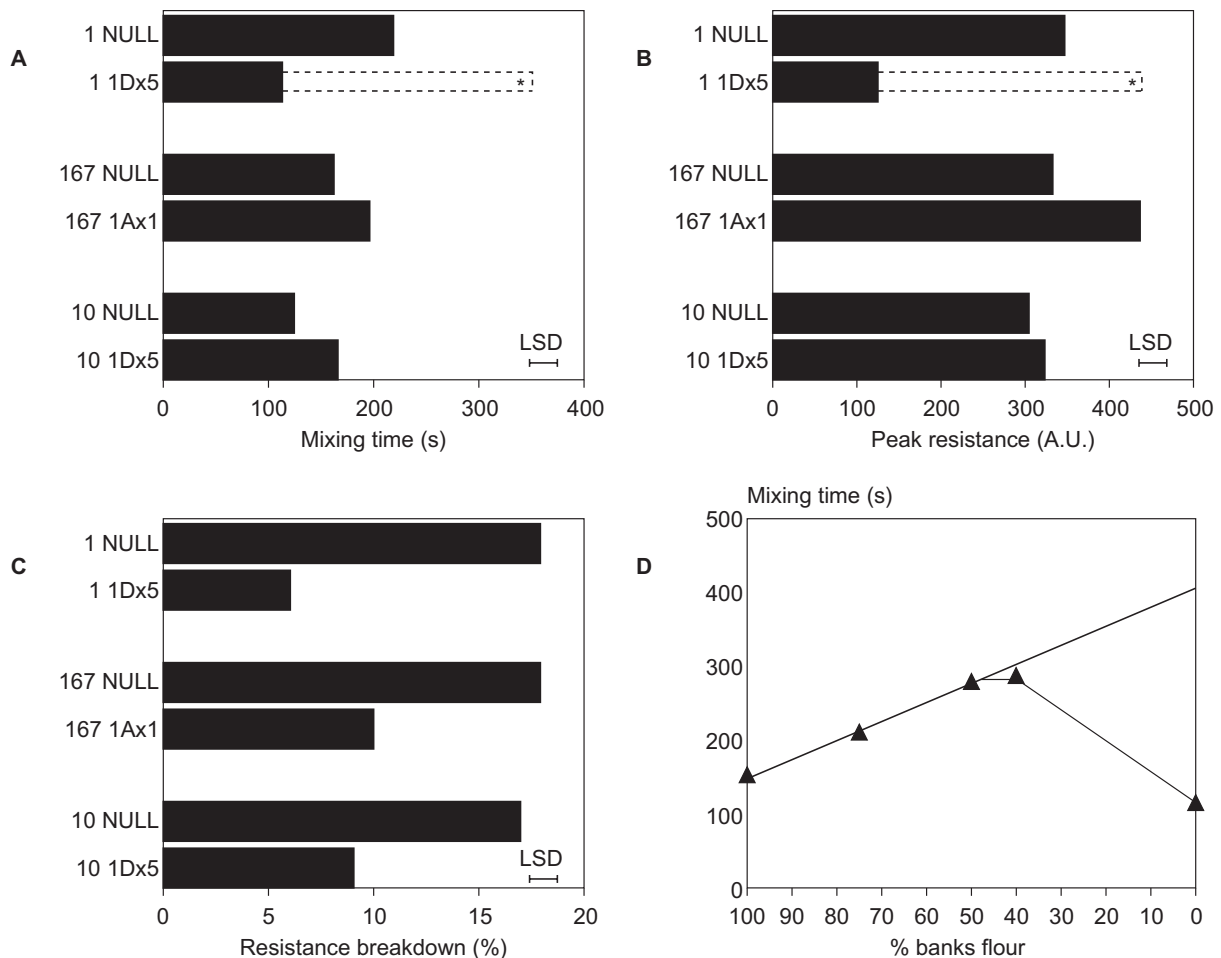 A
1 NULL
1 1Dx5
*
167 NULL
167 1Ax1
10 NULL
10 1Dx5
LSD
0 100 200 300 400
Mixing time (s)
B
1 NULL
1 1Dx5
*
167 NULL
167 1Ax1
10 NULL
10 1Dx5
LSD
0 100 200 300 400 500
Peak resistance (A.U.)
C
1 NULL
1 1Dx5
167 NULL
167 1Ax1
10 NULL
10 1Dx5
LSD
0 5 10 15 20
Resistance breakdown (%)
D
Mixing time (s)
500
400
300
200
100
0
100 90 80 70 60 50 40 30 20 10 0
% banks flour